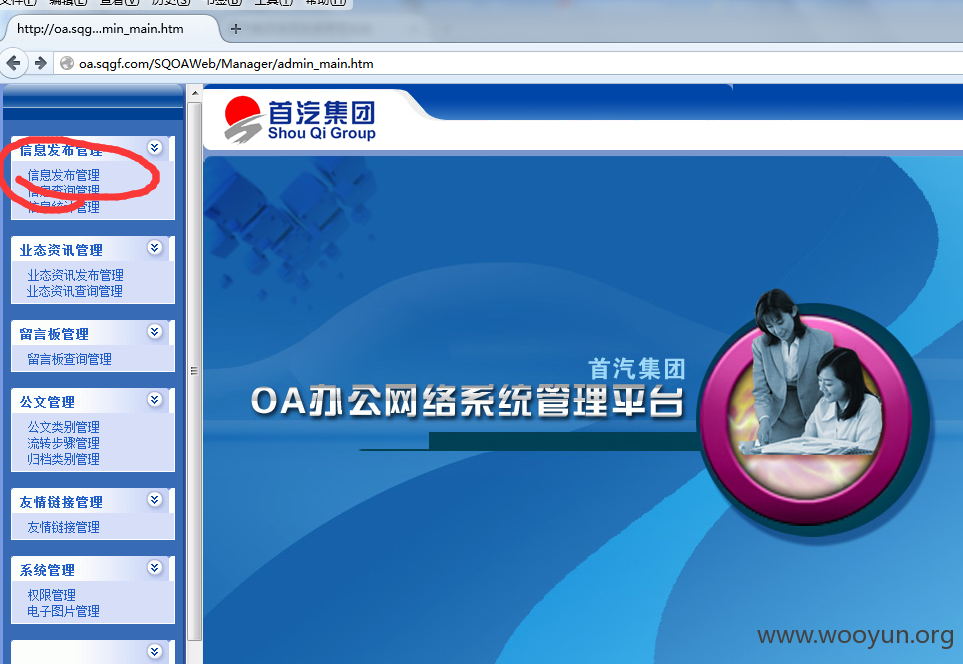 文件(F) 编辑(E) 查看(V) 历史(S) 书签(B) 工具(T) 帮助(H)
http://oa.sqg...min_main.htm
oa.sqgf.com/SQOAWeb/Manager/admin_main.htm
首汽集团
Shou Qi Group
信息发布管理
信息发布管理
信息查询管理
信息统计管理
业态资讯管理
业态资讯发布管理
业态资讯查询管理
留言板管理
留言板查询管理
公文管理
公文类别管理
流转步骤管理
归档类别管理
友情链接管理
友情链接管理
系统管理
权限管理
电子图片管理
首汽集团
OA办公网络系统管理平台
www.wooyun.org